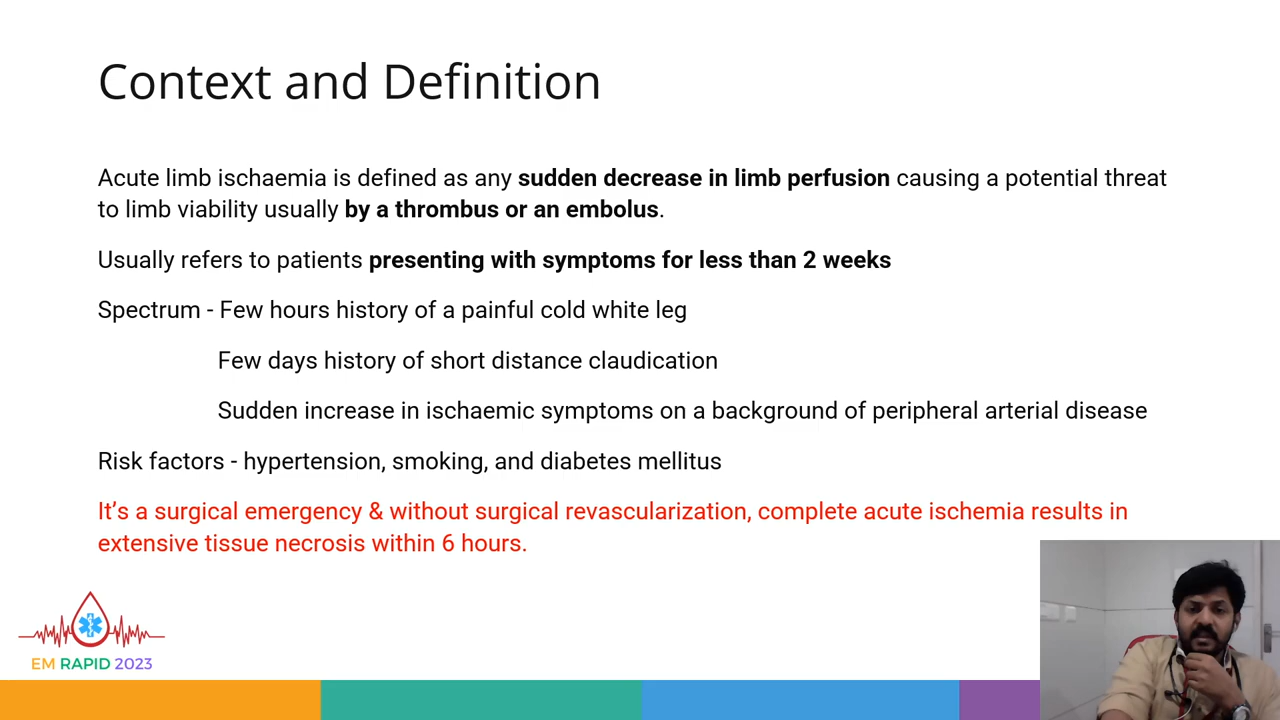 Context and Definition
Acute limb ischaemia is defined as any sudden decrease in limb perfusion causing a potential threat
to limb viability usually by a thrombus or an embolus.
Usually refers to patients presenting with symptoms for less than 2 weeks
Spectrum - Few hours history of a painful cold white leg
Few days history of short distance claudication
Sudden increase in ischaemic symptoms on a background of peripheral arterial disease
Risk factors - hypertension, smoking, and diabetes mellitus
It’s a surgical emergency & without surgical revascularization, complete acute ischemia results in
extensive tissue necrosis within 6 hours.
EM RAPID 2023